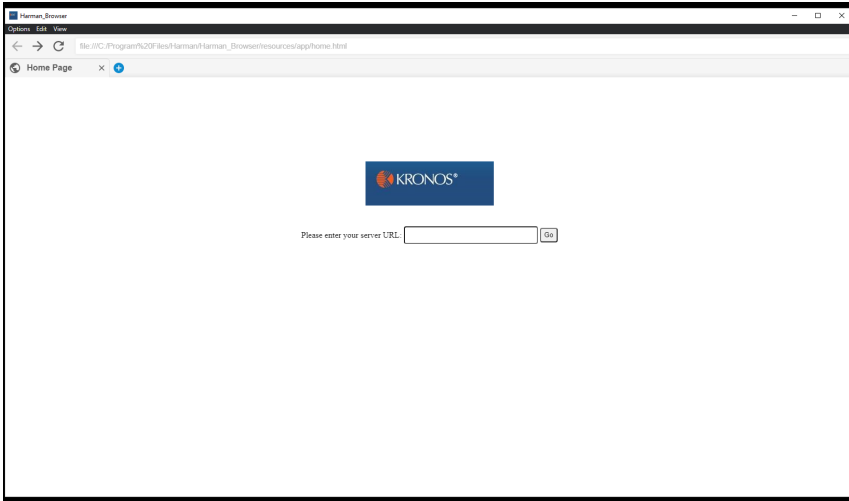 Harman_Browser
Options Edit View
file:///C:/Program%20Files/Harman/Harman_Browser/resources/app/home.html
Home Page
KRONOS®
Please enter your server URL: Go